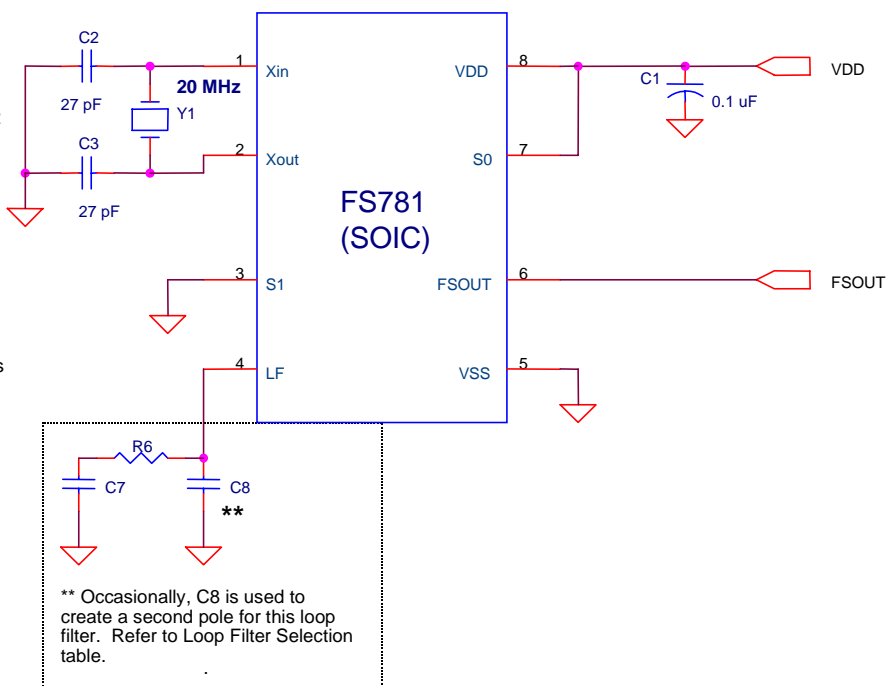 C2
27 pF
1
Xin
20 MHz
Y1
C3
27 pF
2
Xout
FS781
(SOIC)
3
S1
4
LF
VDD
8
S0
7
FSOUT
6
VSS
5
C1
0.1 uF
VDD
FSOUT
s
R6
C7
C8
**
** Occasionally, C8 is used to
create a second pole for this loop
filter. Refer to Loop Filter Selection
table.
.